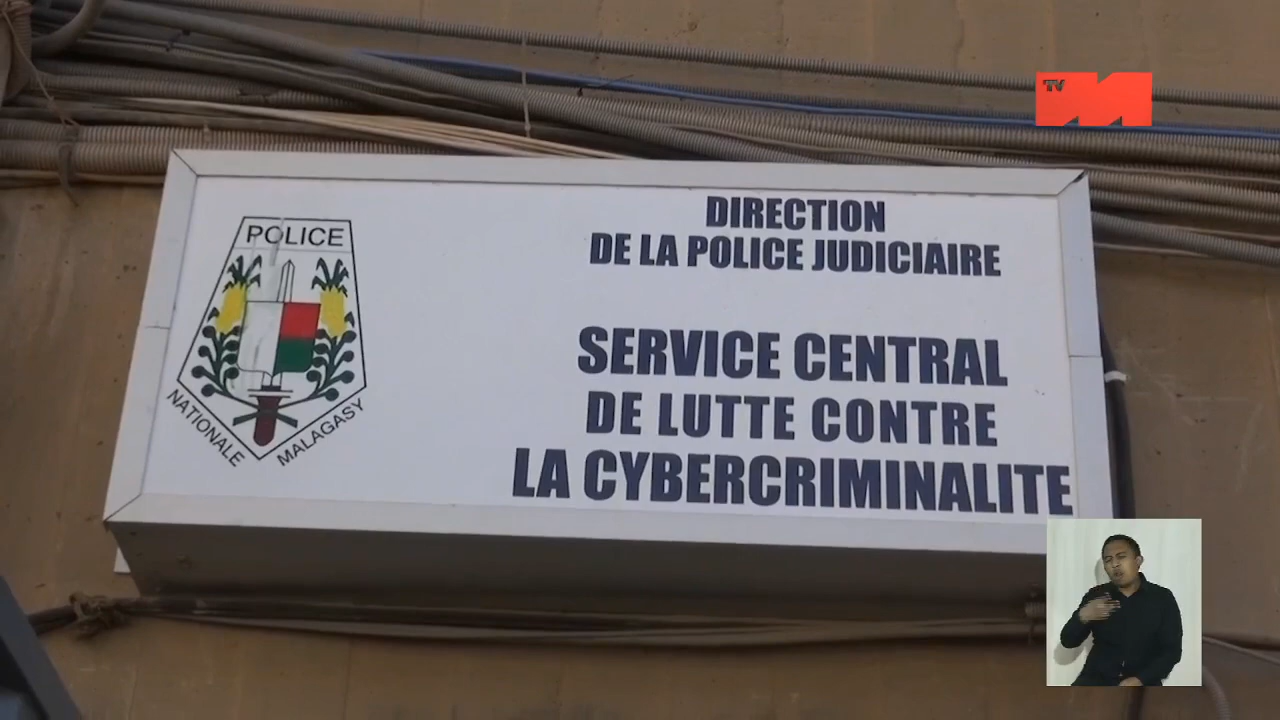 TV
DIRECTION
DE LA POLICE JUDICIAIRE
POLICE
SERVICE CENTRAL
DE LUTTE CONTRE
LA CYBERCRIMINALITE
NATIONALE
MALAGASY